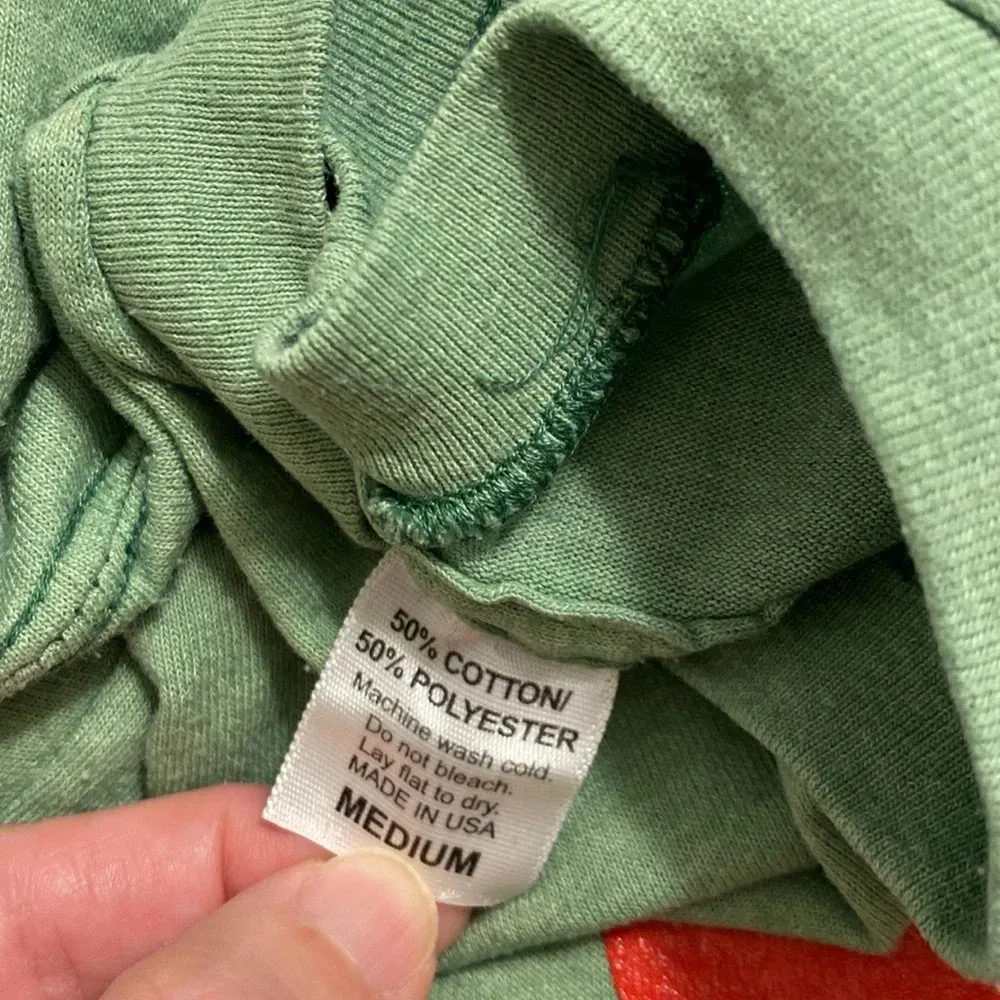 50% COTTON/
50% POLYESTER
Machine wash cold.
Do not bleach.
Lay flat to dry.
MADE IN USA
MEDIUM